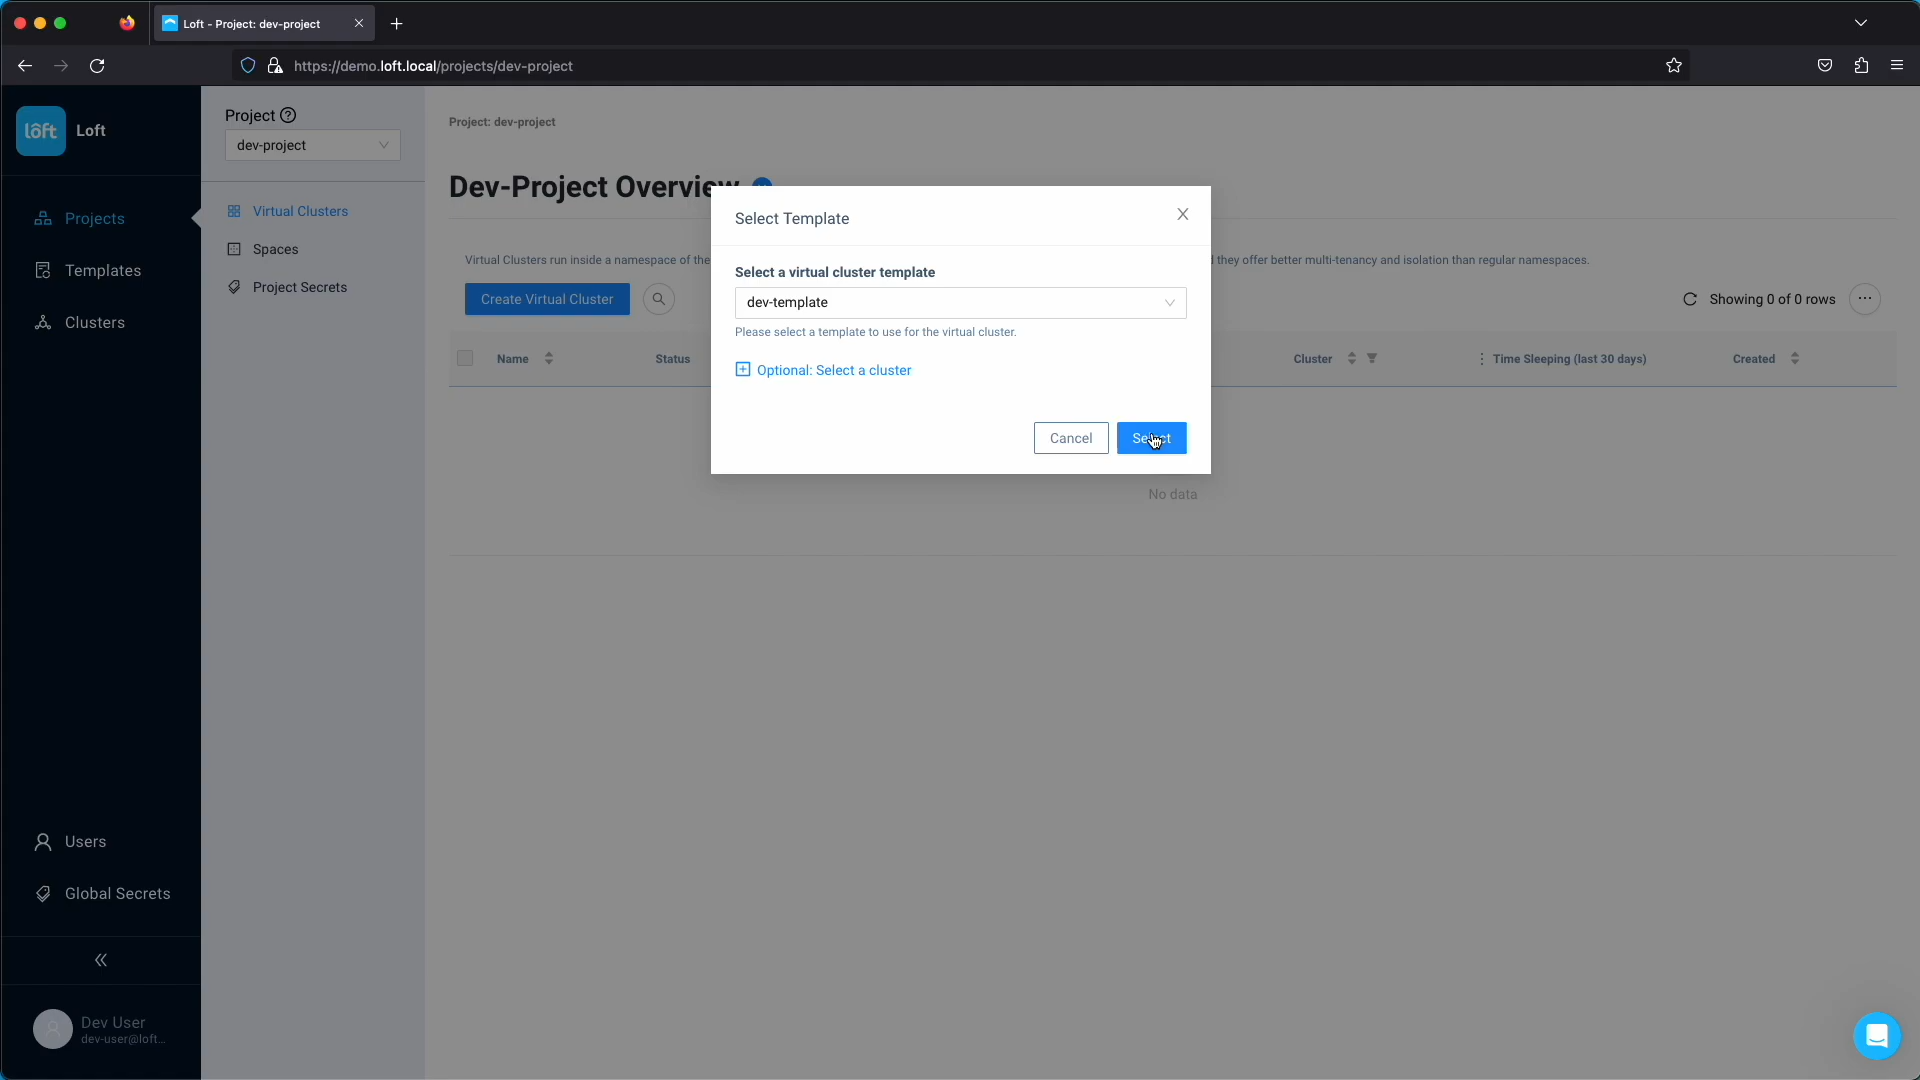 Loft - Project: dev-project
https://demo.loft.local/projects/dev-project
lôft
Loft
Projects
Templates
Clusters
Users
Global Secrets
Dev User
dev-user@loft...
Project
dev-project
Virtual Clusters
Spaces
Project Secrets
Project: dev-project
Dev-Project Overview
Virtual Clusters run inside a namespace of the
they offer better multi-tenancy and isolation than regular namespaces.
Create Virtual Cluster
Showing 0 of 0 rows
Name
Status
Cluster
Time Sleeping (last 30 days)
Created
No data
Select Template
Select a virtual cluster template
dev-template
Please select a template to use for the virtual cluster.
Optional: Select a cluster
Cancel
Select